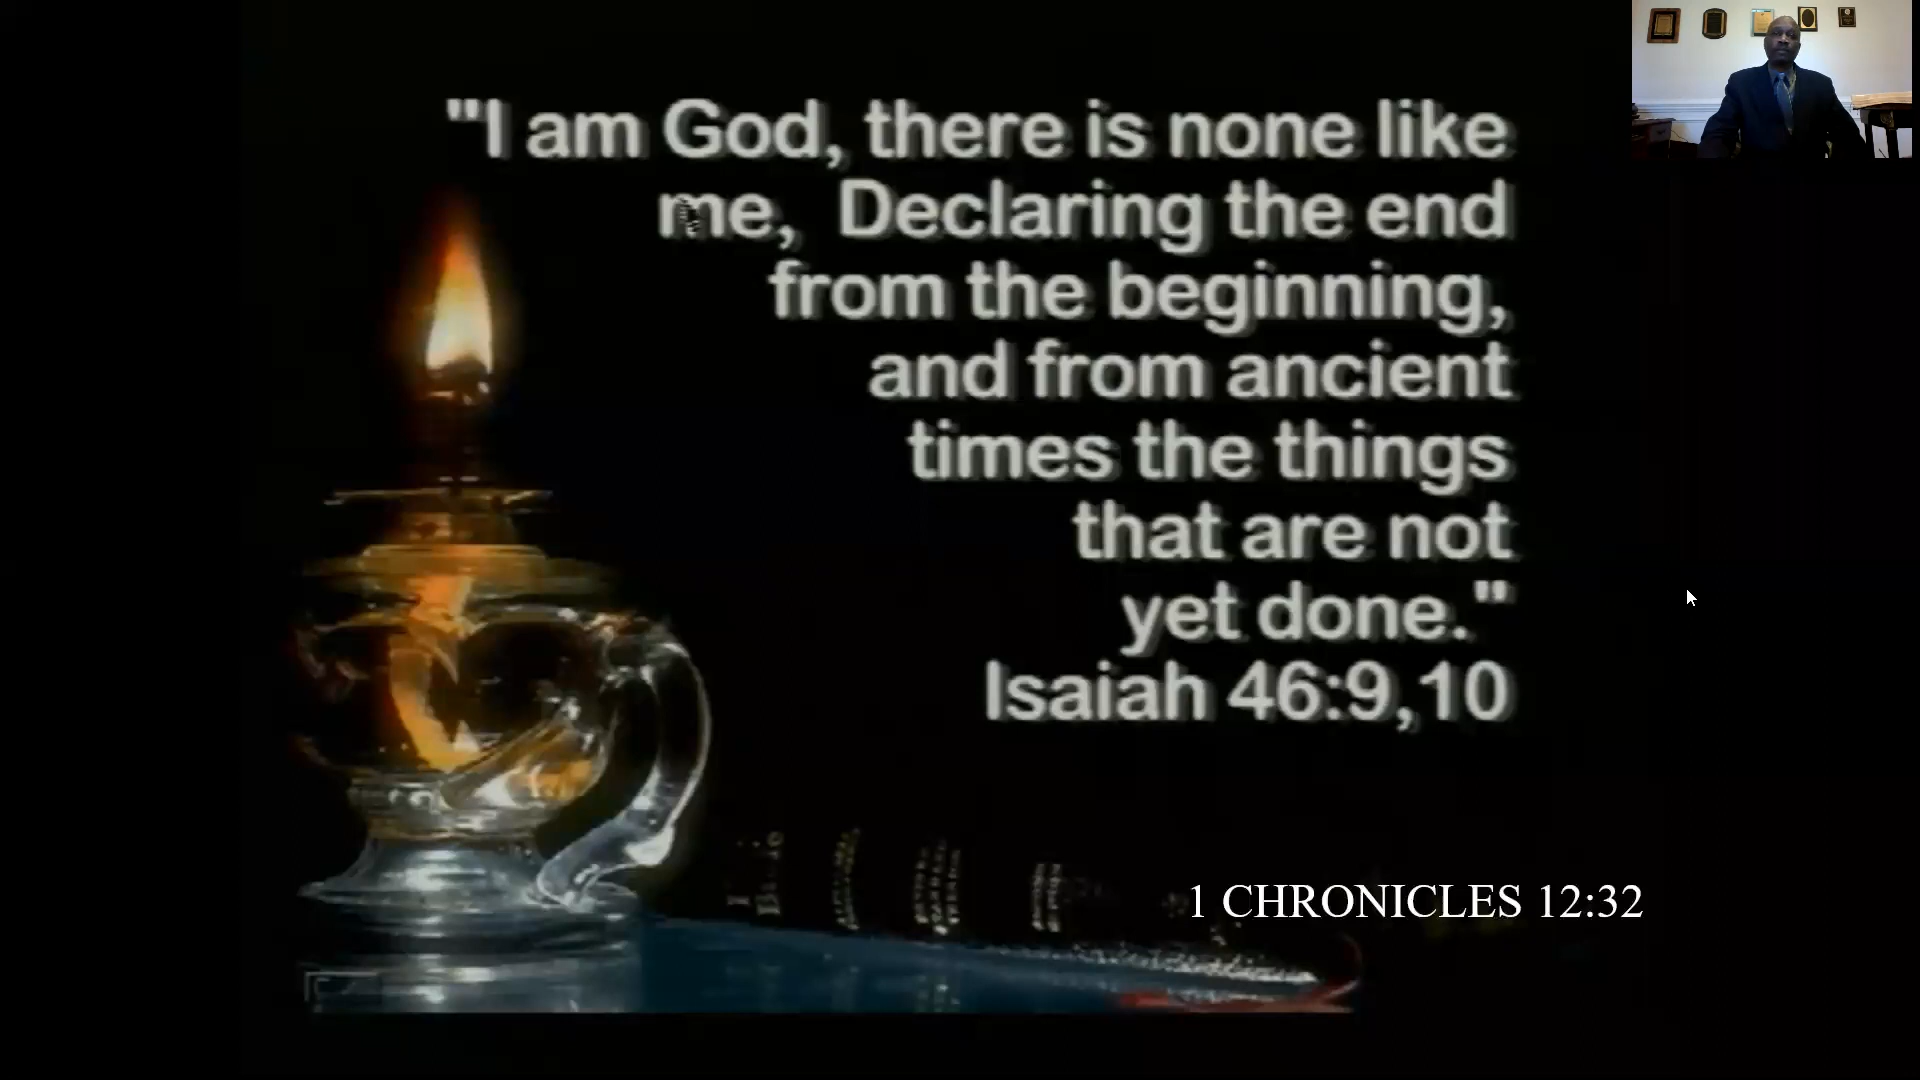 "I am God, there is none like
me,  Declaring the end
from the beginning,
and from ancient
times the things
that are not
yet done."
Isaiah 46:9,10
1 CHRONICLES 12:32